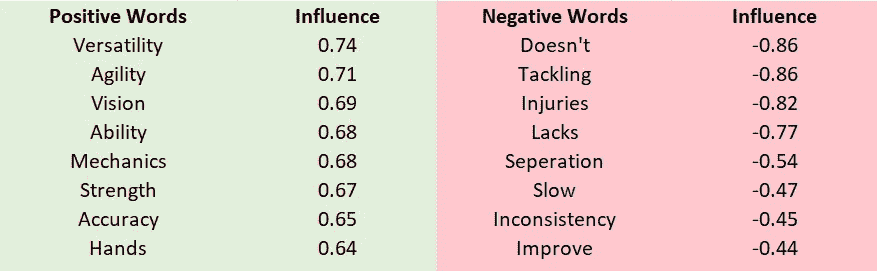 Positive Words Influence Negative Words Influence
Versatility 0.74 Doesn't -0.86
Agility 0.71 Tackling -0.86
Vision 0.69 Injuries -0.82
Ability 0.68 Lacks -0.77
Mechanics 0.68 Seperation -0.54
Strength 0.67 Slow -0.47
Accuracy 0.65 Inconsistency -0.45
Hands 0.64 Improve -0.44